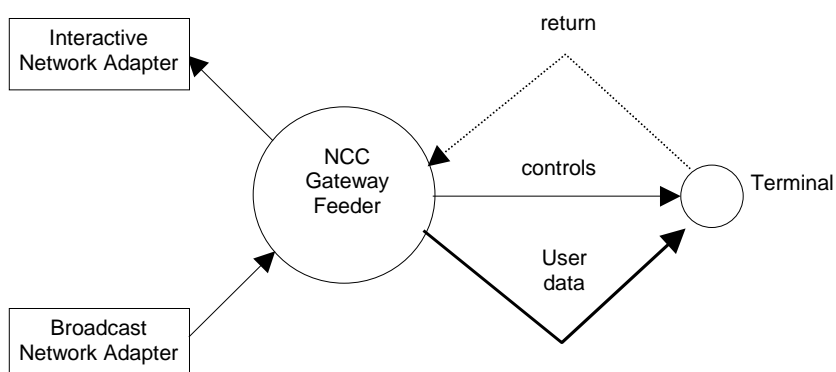 Interactive
Network Adapter
return
NCC
Gateway
Feeder
controls
Terminal
User
data
Broadcast
Network Adapter